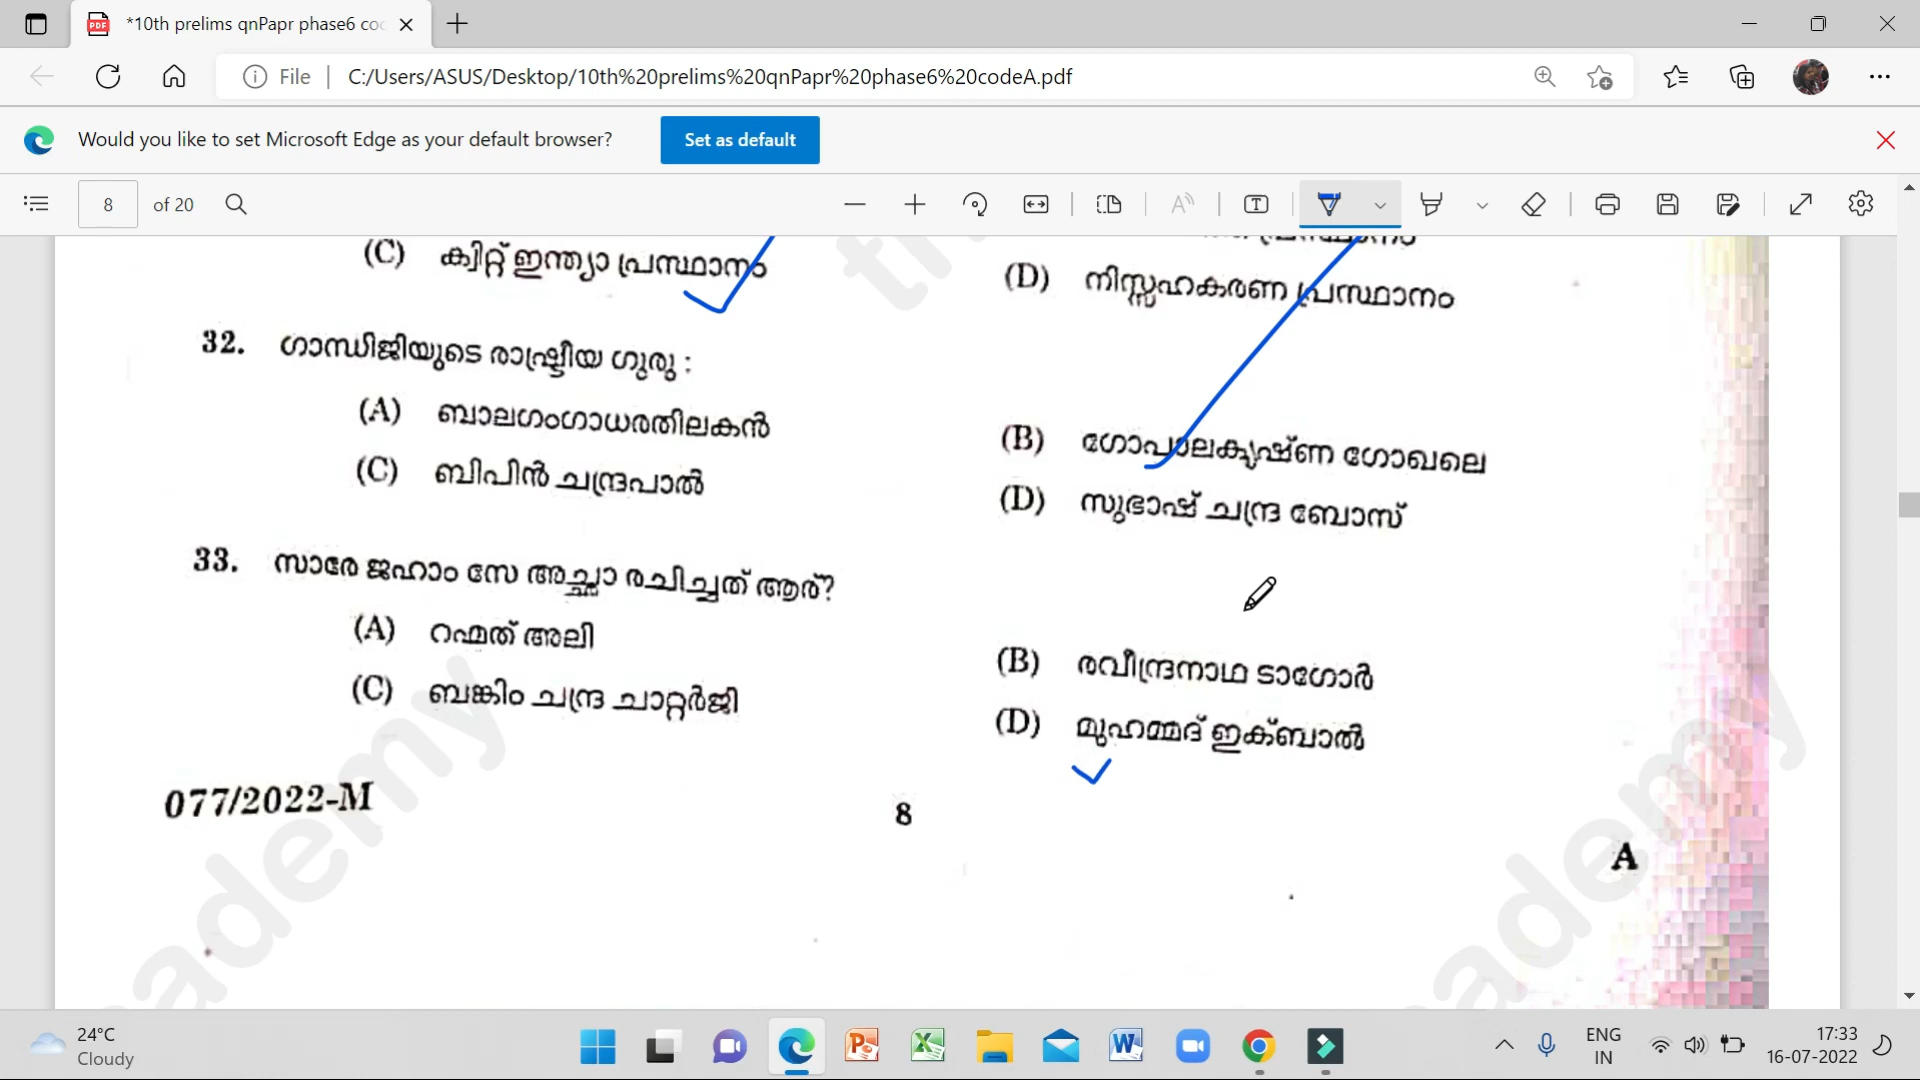 *10th prelims qnPapr phase6 co
File C:/Users/ASUS/Desktop/10th%20prelims%20qnPapr%20phase6%20codeA.pdf
Would you like to set Microsoft Edge as your default browser? Set as default
8 of 20
(C) ക്വിറ്റ് ഇന്ത്യാ പ്രസ്ഥാനം
(D) നിസ്സഹകരണ പ്രസ്ഥാനം
32. ഗാന്ധിജിയുടെ രാഷ്ട്രീയ ഗുരു :
(A) ബാലഗംഗാധരതിലകൻ
(B) ഗോപാലകൃഷ്ണ ഗോഖലെ
(C) ബിപിൻ ചന്ദ്രപാൽ
(D) സുഭാഷ് ചന്ദ്ര ബോസ്
33. സാരേ ജഹാം സേ അച്ഛാ രചിച്ചത് ആര്?
(A) റഹ്മത് അലി
(B) രവീന്ദ്രനാഥ ടാഗോർ
(C) ബങ്കിം ചന്ദ്ര ചാറ്റർജി
(D) മുഹമ്മദ് ഇക്ബാൽ
077/2022-M
8
A
24°C
Cloudy
ENG
IN
17:33
16-07-2022